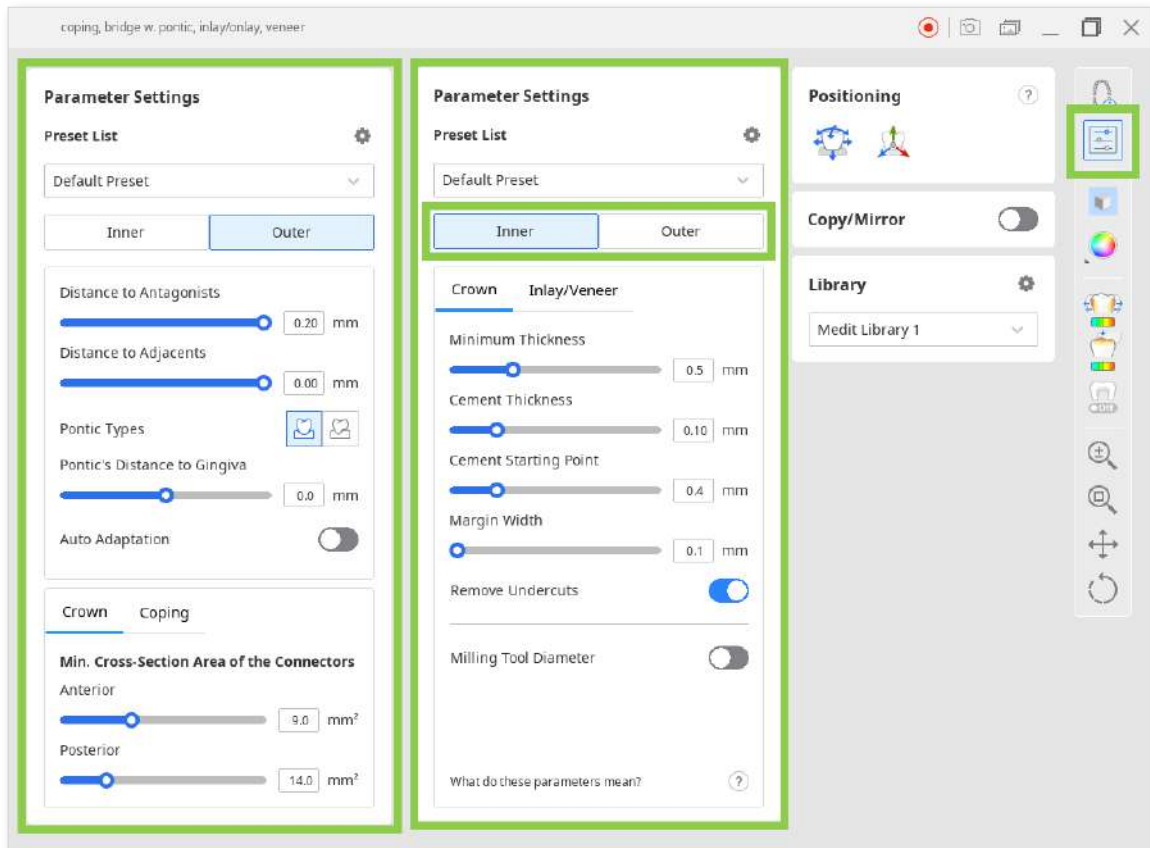 coping, bridge w. pontic, inlay/onlay, veneer
Parameter Settings
Preset List
Default Preset
Inner Outer
Distance to Antagonists
0.20 mm
Distance to Adjacents
0.00 mm
Pontic Types
Pontic's Distance to Gingiva
0.0 mm
Auto Adaptation
Crown Coping
Min. Cross-Section Area of the Connectors
Anterior
9.0 mm²
Posterior
14.0 mm²
Parameter Settings
Preset List
Default Preset
Inner Outer
Crown Inlay/Veneer
Minimum Thickness
0.5 mm
Cement Thickness
0.10 mm
Cement Starting Point
0.4 mm
Margin Width
0.1 mm
Remove Undercuts
Milling Tool Diameter
What do these parameters mean? ?
Positioning ?
Copy/Mirror
Library
Medit Library 1